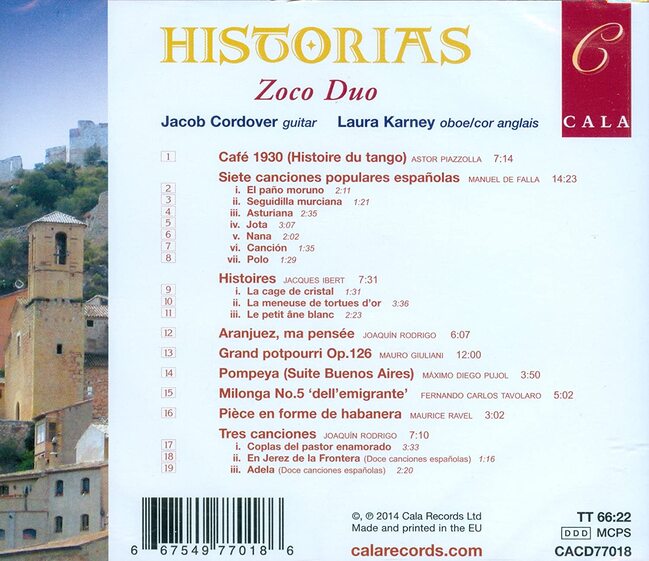 HISTORIAS
C
CALA
Zoco Duo
Jacob Cordover guitar Laura Karney oboe/cor anglais
1 Café 1930 (Histoire du tango) ASTOR PIAZZOLLA 7:14
Siete canciones populares españolas MANUEL DE FALLA 14:23
2 i. El paño moruno 2:11
3 ii. Seguidilla murciana 1:21
4 iii. Asturiana 2:35
5 iv. Jota 3:07
6 v. Nana 2:02
7 vi. Canción 1:35
8 vii. Polo 1:29
Histoires JACQUES IBERT 7:31
9 i. La cage de cristal 1:31
10 ii. La meneuse de tortues d'or 3:36
11 iii. Le petit âne blanc 2:23
12 Aranjuez, ma pensée JOAQUÍN RODRIGO 6:07
13 Grand potpourri Op.126 MAURO GIULIANI 12:00
14 Pompeya (Suite Buenos Aires) MÁXIMO DIEGO PUJOL 3:50
15 Milonga No.5 'dell'emigrante' FERNANDO CARLOS TAVOLARO 5:02
16 Pièce en forme de habanera MAURICE RAVEL 3:02
Tres canciones JOAQUÍN RODRIGO 7:10
17 i. Coplas del pastor enamorado 3:33
18 ii. En Jerez de la Frontera (Doce canciones españolas) 1:16
19 iii. Adela (Doce canciones españolas) 2:20
©, ℗ 2014 Cala Records Ltd
Made and printed in the EU
calarecords.com
TT 66:22
DDD MCPS
CACD77018
6 67549 77018 6